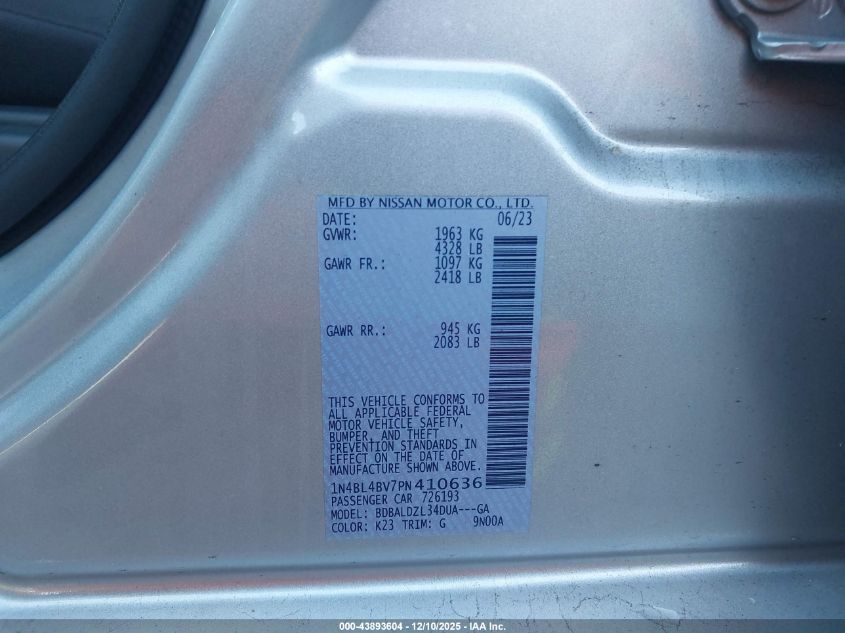 MFD BY NISSAN MOTOR CO., LTD.
DATE: 06/23
GVWR: 1963 KG
4328 LB
GAWR FR.: 1097 KG
2418 LB
GAWR RR.: 945 KG
2083 LB
THIS VEHICLE CONFORMS TO
ALL APPLICABLE FEDERAL
MOTOR VEHICLE SAFETY,
BUMPER, AND THEFT
PREVENTION STANDARDS IN
EFFECT ON THE DATE OF
MANUFACTURE SHOWN ABOVE.
1N4BL4BV7PN410636
PASSENGER CAR 726193
MODEL: BDBALDZL34DUA---GA
COLOR: K23 TRIM: G 9N00A
000-43893604 - 12/10/2025 - IAA Inc.